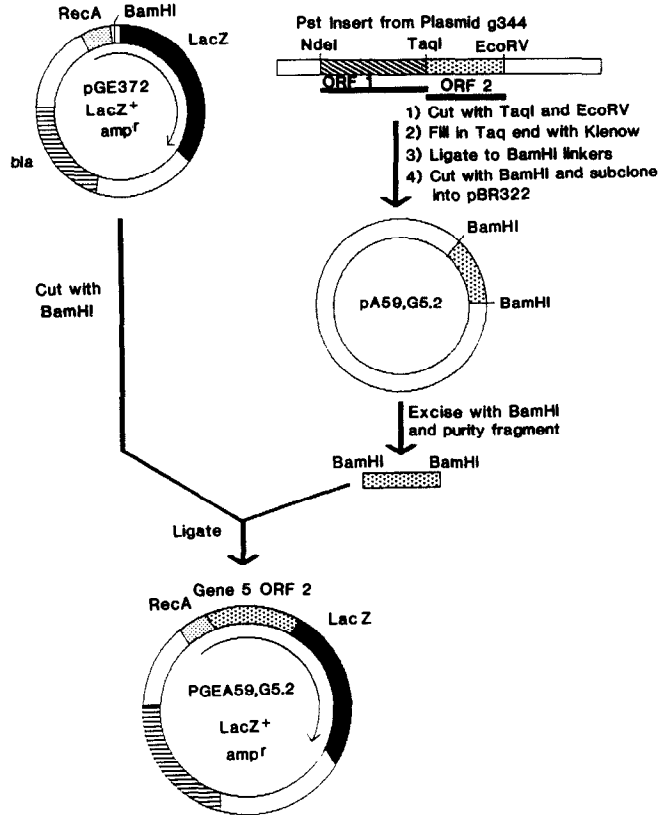 RecA
BamHI
LacZ
pGE372
LacZ+
ampr
bla
Pst Insert from Plasmid g344
NdeI
TaqI
EcoRV
ORF 1
ORF 2
1) Cut with TaqI and EcoRV
2) Fill in Taq end with Klenow
3) Ligate to BamHI linkers
4) Cut with BamHI and subclone
into pBR322
BamHI
pA59,G5.2
BamHI
Cut with
BamHI
Excise with BamHI
and purity fragment
BamHI
BamHI
Ligate
Gene 5 ORF 2
RecA
Lac Z
PGEA59,G5.2
LacZ+
ampr